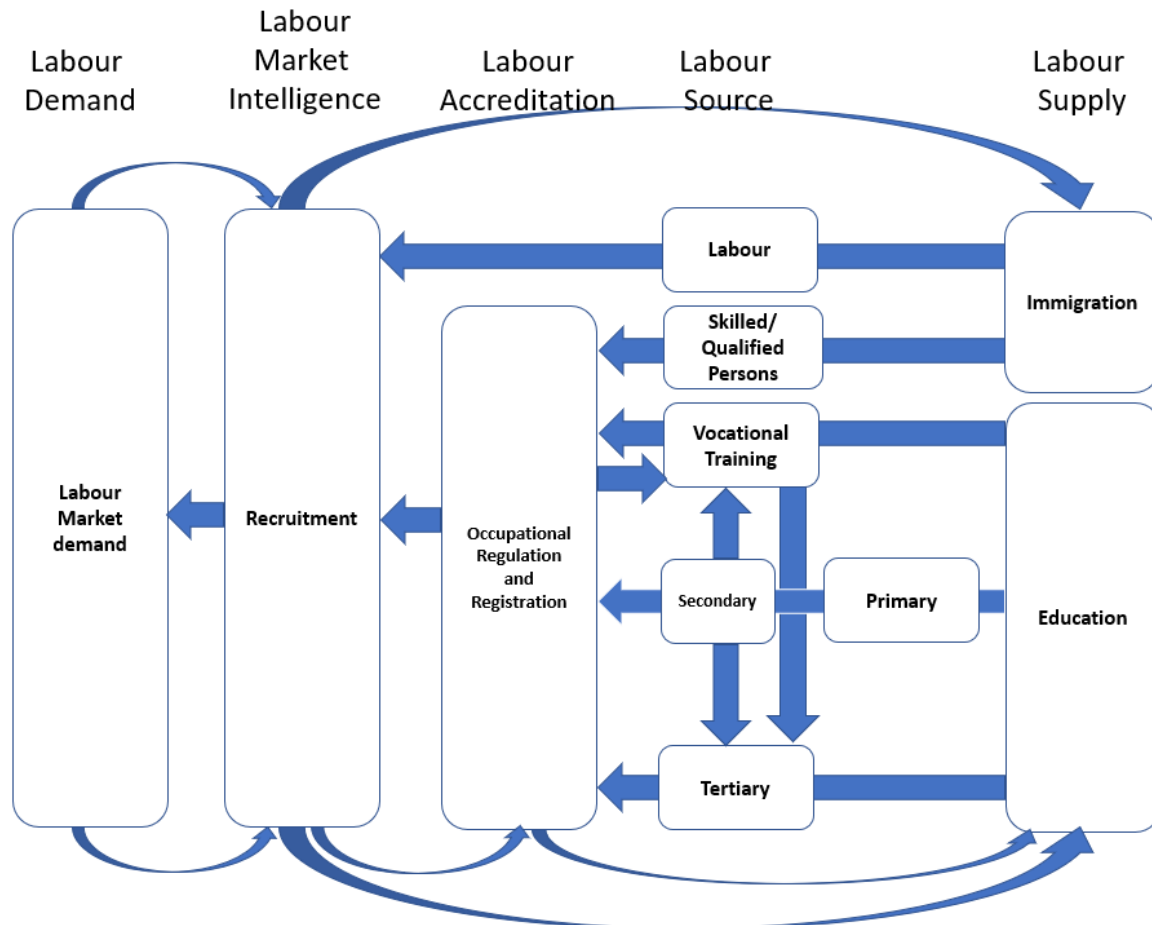 Labour
Demand
Labour
Market
Intelligence
Labour
Accreditation
Labour
Source
Labour
Supply
Labour
Market
demand
Recruitment
Occupational
Regulation
and
Registration
Labour
Skilled/
Qualified
Persons
Vocational
Training
Secondary
Primary
Tertiary
Immigration
Education